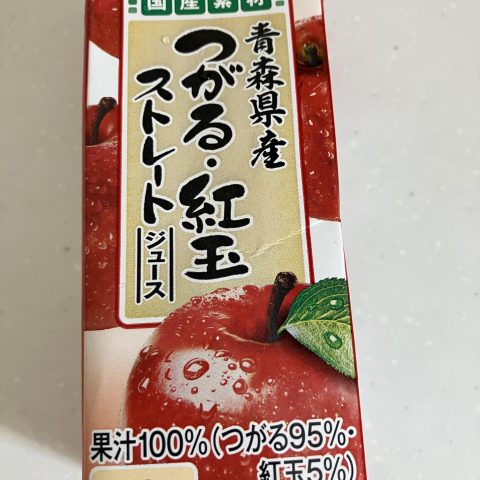 国産素材
青森県産
つがる・紅玉
ストレート
ジュース
果汁100%(つがる95%・
紅玉5%)